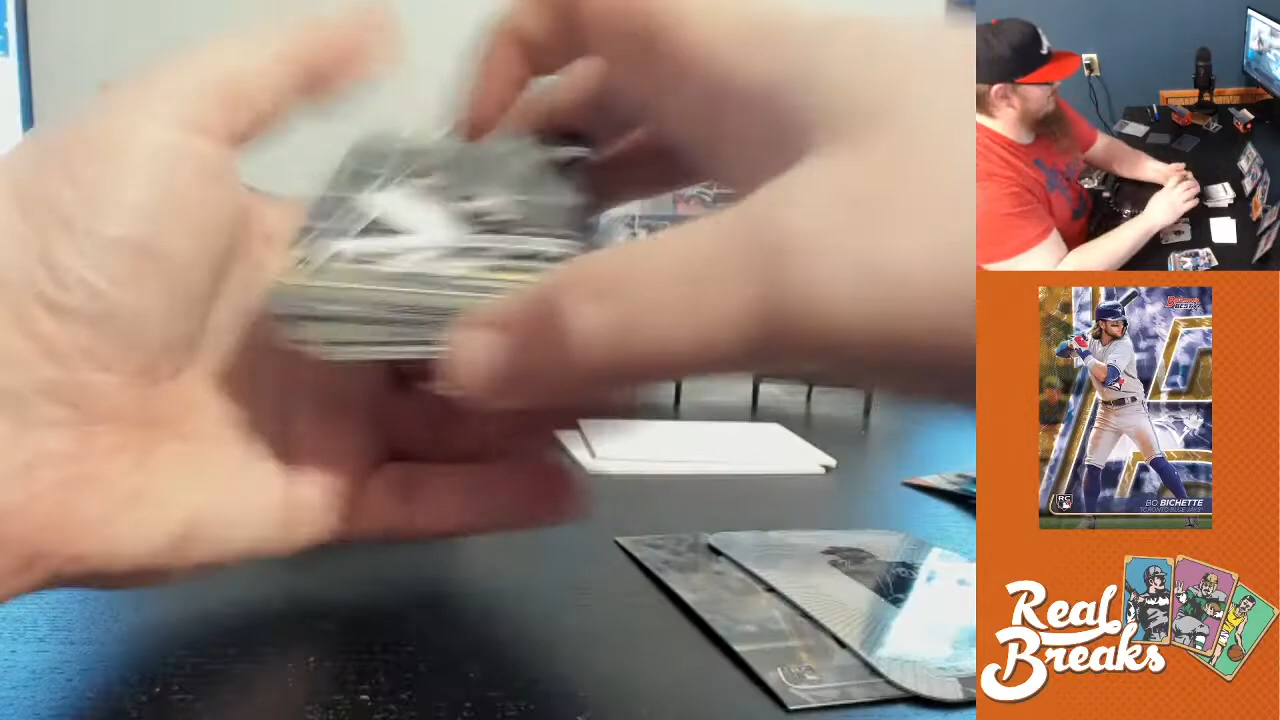 BOWMAN'S
BEST
RC
BO BICHETTE
TORONTO BLUE JAYS
Real
Breaks